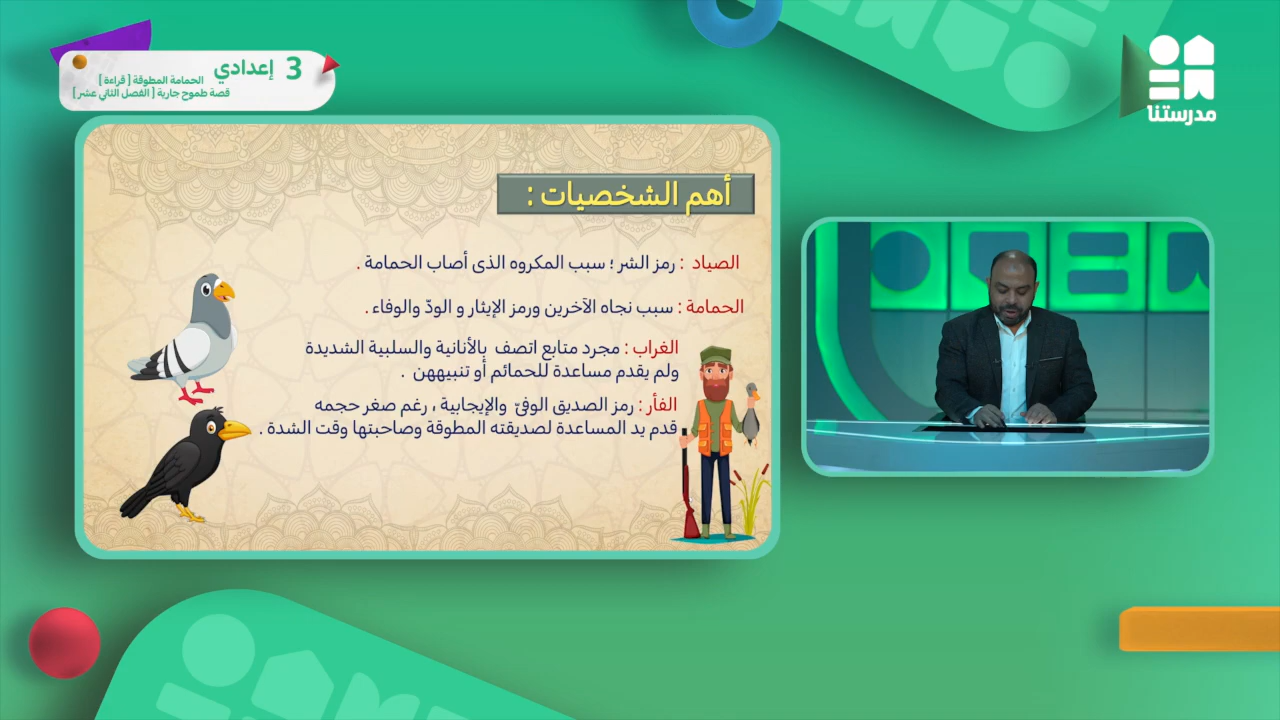 3 إعدادي
الحمامة المطوقة [ قراءة ]
قصة طموح جارية [ الفصل الثاني عشر ]
مدرستنا
أهم الشخصيات :
الصياد : رمز الشر ؛ سبب المكروه الذى أصاب الحمامة .
الحمامة : سبب نجاه الآخرين ورمز الإيثار و الودّ والوفاء .
الغراب : مجرد متابع اتصف بالأنانية والسلبية الشديدة
ولم يقدم مساعدة للحمائم أو تنبيههن .
الفأر : رمز الصديق الوفىّ والإيجابية ، رغم صغر حجمه
قدم يد المساعدة لصديقته المطوقة وصاحبتها وقت الشدة .